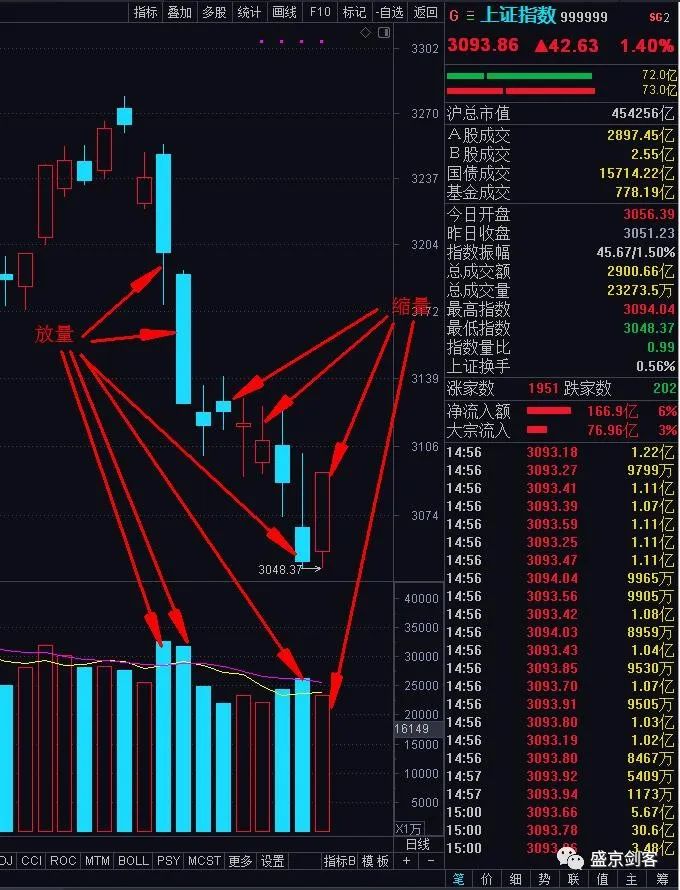 指标 叠加 多股 统计 画线 F10 标记 -自选 返回
G 上证指数 999999 SG2
3093.86 ▲42.63 1.40%
72.0亿
73.0亿
沪总市值 454256亿
A股成交 2897.45亿
B股成交 2.55亿
国债成交 15714.22亿
基金成交 778.19亿
今日开盘 3056.39
昨日收盘 3051.23
指数振幅 45.67/1.50%
总成交额 2900.66亿
总成交量 23273.5万
最高指数 3094.04
最低指数 3048.37
指数量比 0.99
上证换手 0.56%
涨家数 1951 跌家数 202
净流入额 166.9亿 6%
大宗流入 76.96亿 3%
14:56 3093.18 1.22亿
14:56 3093.27 9799万
14:56 3093.41 1.11亿
14:56 3093.39 1.07亿
14:56 3093.59 1.11亿
14:56 3093.25 1.11亿
14:56 3093.47 1.11亿
14:56 3094.04 9965万
14:56 3093.56 9905万
14:56 3093.42 1.08亿
14:56 3094.03 8959万
14:56 3093.43 1.04亿
14:56 3093.85 9530万
14:56 3093.70 1.07亿
14:56 3093.91 9505万
14:56 3093.80 1.03亿
14:56 3093.19 1.02亿
14:56 3093.80 8467万
14:57 3093.92 5409万
14:57 3093.94 1173万
15:00 3093.66 5.67亿
15:00 3093.78 30.6亿
15:00 3093.86 3.48亿
笔 价 细 势 联 值 主 筹
3302
3270
3237
3204
3172
3139
3106
3074
放量
缩量
3048.37
40000
35000
30000
25000
20000
16149
15000
10000
5000
X1万
日线
DJ CCI ROC MTM BOLL PSY MCST 更多 设置 指标B 模板 + -
盛京剑客